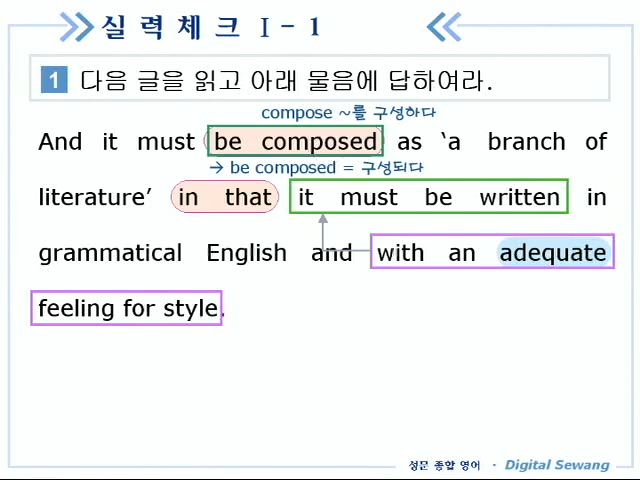 실력체크 I - 1
1 다음 글을 읽고 아래 물음에 답하여라.
compose ~를 구성하다
And it must be composed as ‘a branch of
→ be composed = 구성되다
literature’ in that it must be written in
grammatical English and with an adequate
feeling for style.
성문 종합 영어 · Digital Sewang